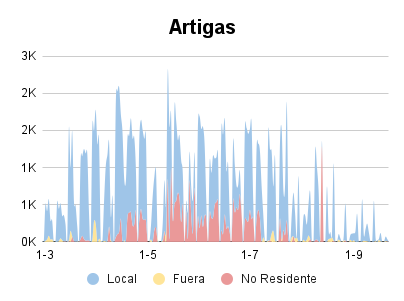 Artigas
3K
2K
2K
1K
1K
0K
1-3
1-5
1-7
1-9
Local
Fuera
No Residente